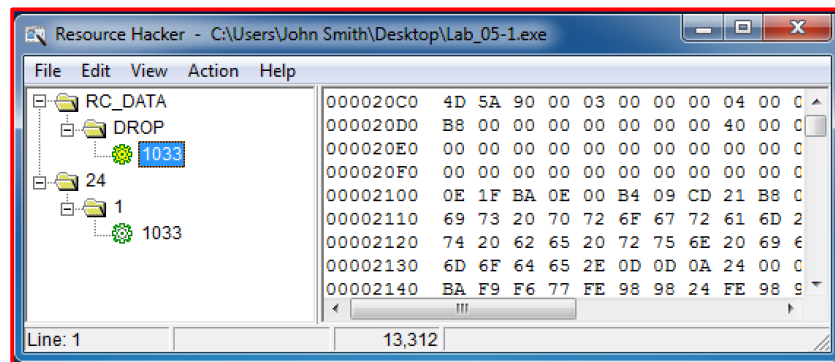 Resource Hacker - C:\Users\John Smith\Desktop\Lab_05-1.exe
File Edit View Action Help
RC_DATA
DROP
1033
24
1
1033
000020C0 4D 5A 90 00 03 00 00 00 04 00
000020D0 B8 00 00 00 00 00 00 00 40 00
000020E0 00 00 00 00 00 00 00 00 00 00
000020F0 00 00 00 00 00 00 00 00 00 00
00002100 0E 1F BA 0E 00 B4 09 CD 21 B8
00002110 69 73 20 70 72 6F 67 72 61 6D
00002120 74 20 62 65 20 72 75 6E 20 69
00002130 6D 6F 64 65 2E 0D 0D 0A 24 00
00002140 BA F9 F6 77 FE 98 98 24 FE 98
Line: 1
13,312